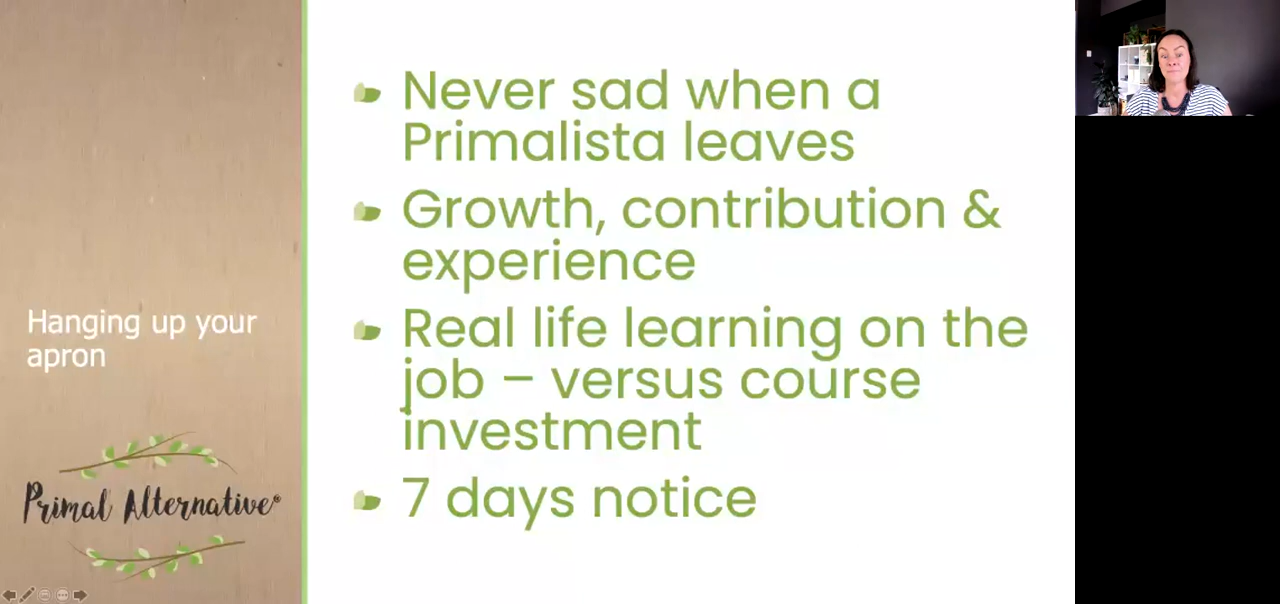 Hanging up your
apron
Primal Alternative®
Never sad when a
Primalista leaves
Growth, contribution &
experience
Real life learning on the
job – versus course
investment
7 days notice